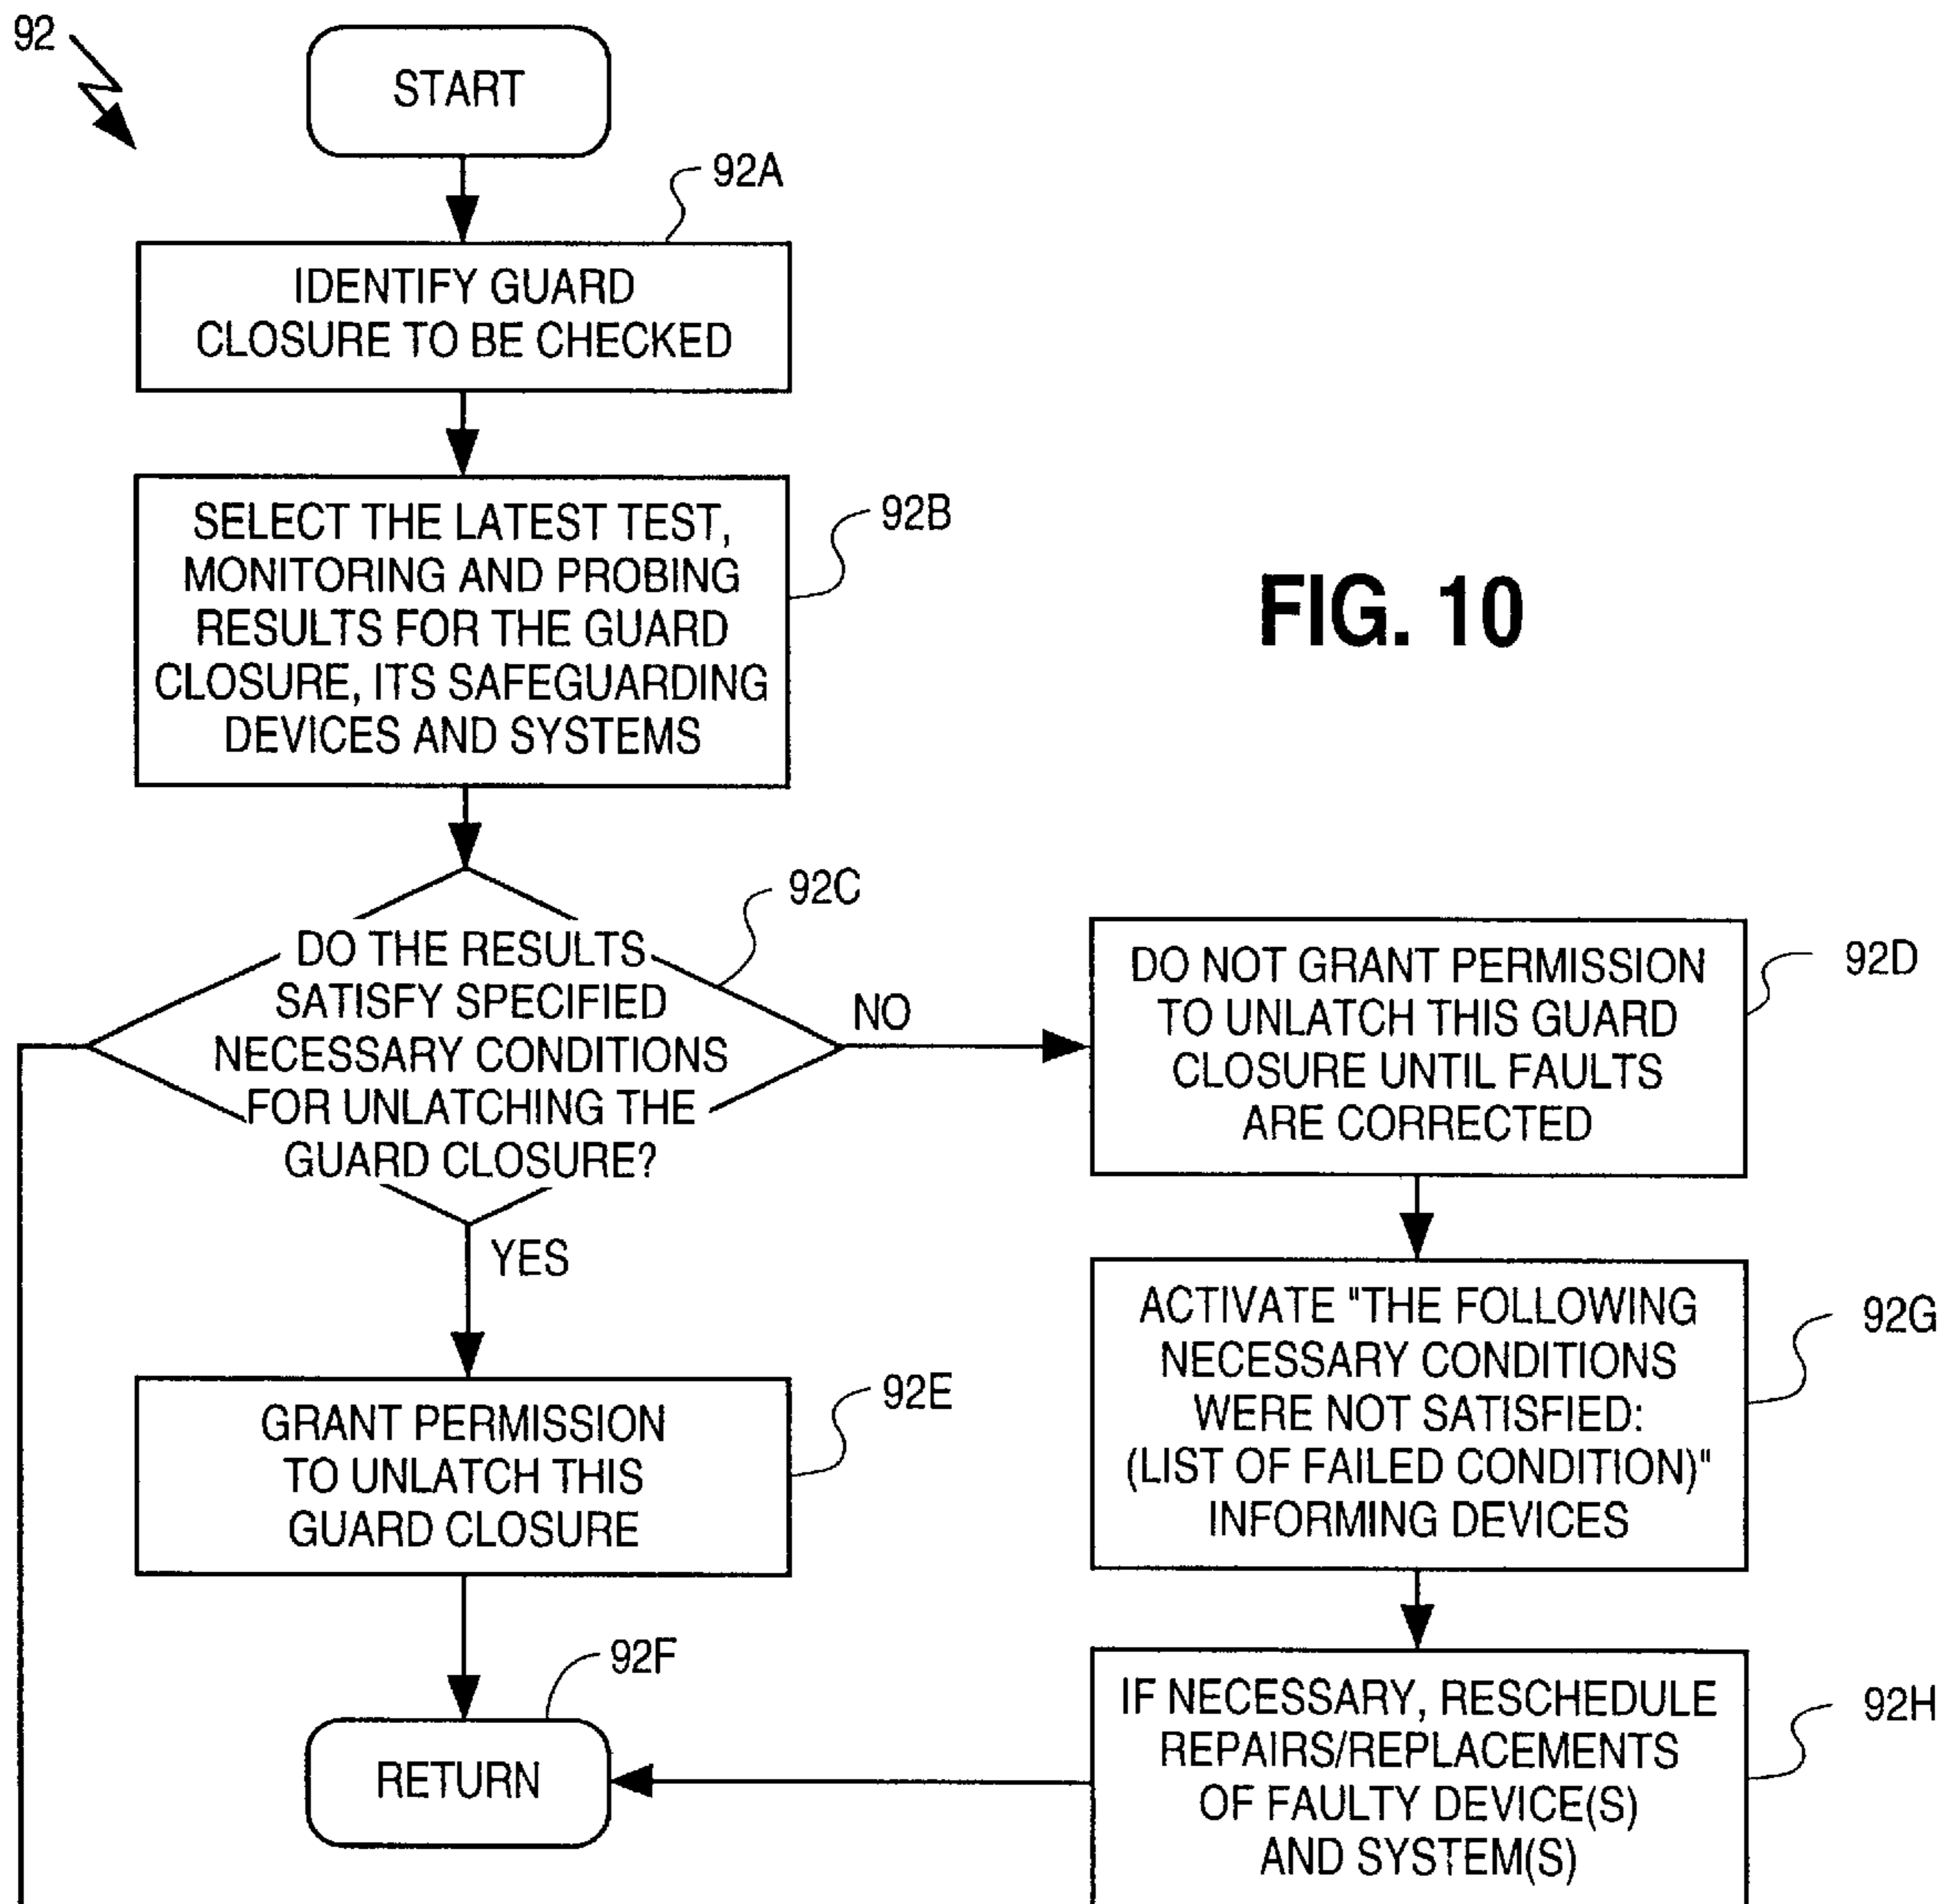 92
START
92A
IDENTIFY GUARD
CLOSURE TO BE CHECKED
92B
SELECT THE LATEST TEST,
MONITORING AND PROBING
RESULTS FOR THE GUARD
CLOSURE, ITS SAFEGUARDING
DEVICES AND SYSTEMS
FIG. 10
92C
DO THE RESULTS
SATISFY SPECIFIED
NECESSARY CONDITIONS
FOR UNLATCHING THE
GUARD CLOSURE?
NO
92D
DO NOT GRANT PERMISSION
TO UNLATCH THIS GUARD
CLOSURE UNTIL FAULTS
ARE CORRECTED
YES
92E
GRANT PERMISSION
TO UNLATCH THIS
GUARD CLOSURE
92G
ACTIVATE "THE FOLLOWING
NECESSARY CONDITIONS
WERE NOT SATISFIED:
(LIST OF FAILED CONDITION)"
INFORMING DEVICES
92F
RETURN
92H
IF NECESSARY, RESCHEDULE
REPAIRS/REPLACEMENTS
OF FAULTY DEVICE(S)
AND SYSTEM(S)